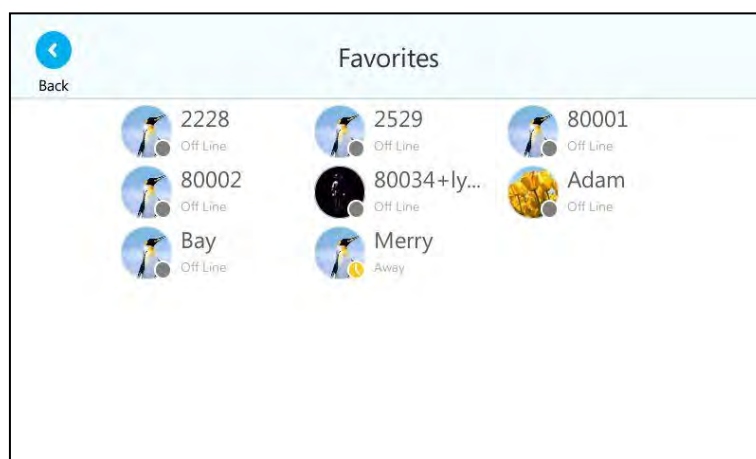 Favorites
Back
2228
Off Line
2529
Off Line
80001
Off Line
80002
Off Line
80034+ly...
Off Line
Adam
Off Line
Bay
Off Line
Merry
Away